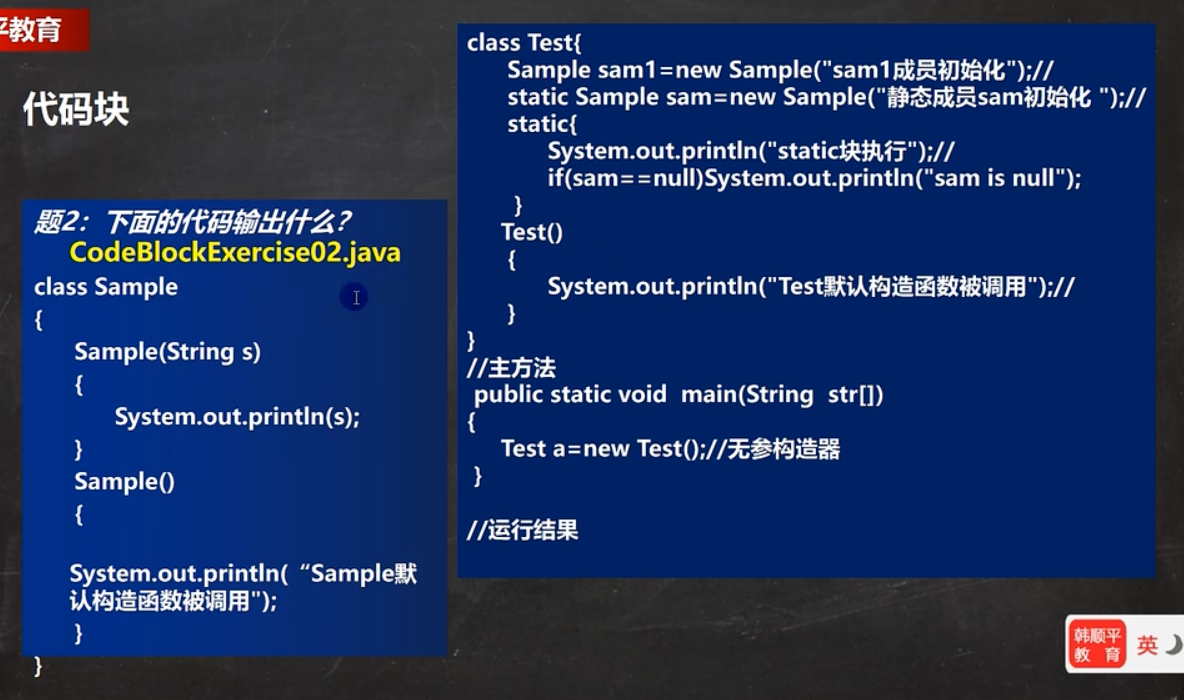 平教育
代码块
题2：下面的代码输出什么？
CodeBlockExercise02.java
class Sample
{
Sample(String s)
{
System.out.println(s);
}
Sample()
{
System.out.println( “Sample默
认构造函数被调用");
}
}
class Test{
Sample sam1=new Sample("sam1成员初始化");//
static Sample sam=new Sample("静态成员sam初始化 ");//
static{
System.out.println("static块执行");//
if(sam==null)System.out.println("sam is null");
}
Test()
{
System.out.println("Test默认构造函数被调用");//
}
}
//主方法
public static void  main(String  str[])
{
Test a=new Test();//无参构造器
}
//运行结果
韩顺平
教 育
英